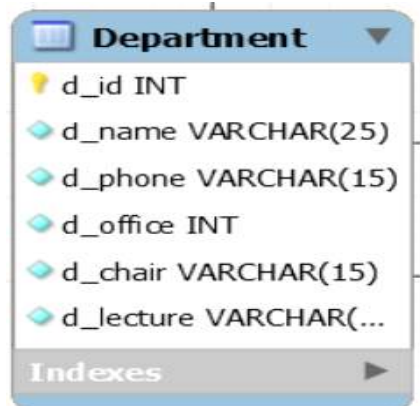 Department
d_id INT
d_name VARCHAR(25)
d_phone VARCHAR(15)
d_office INT
d_chair VARCHAR(15)
d_lecture VARCHAR(...
Indexes